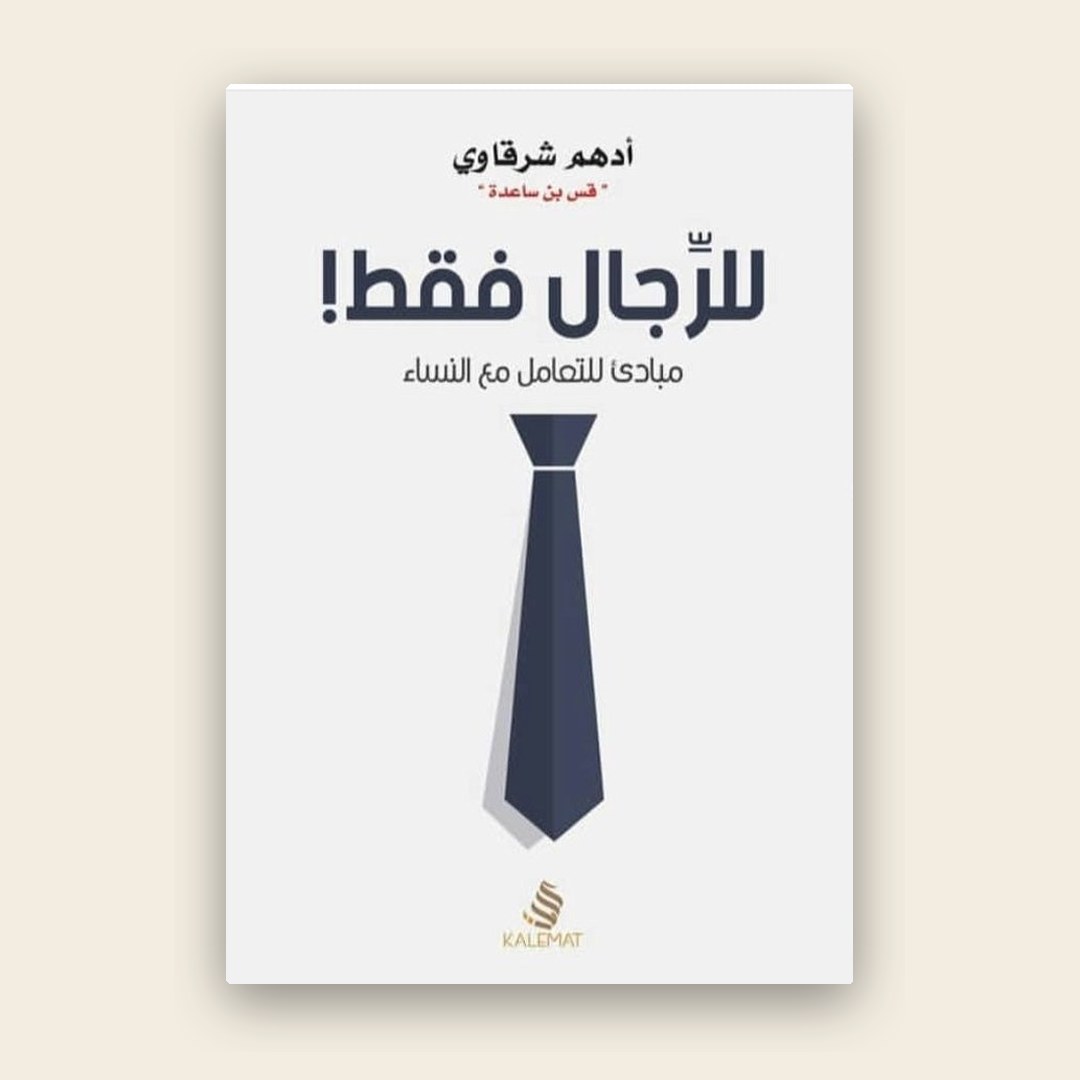 أدهم شرقاوي
" قس بن ساعدة "
للرِّجال فقط!
مبادئ للتعامل مع النساء
KALEMAT